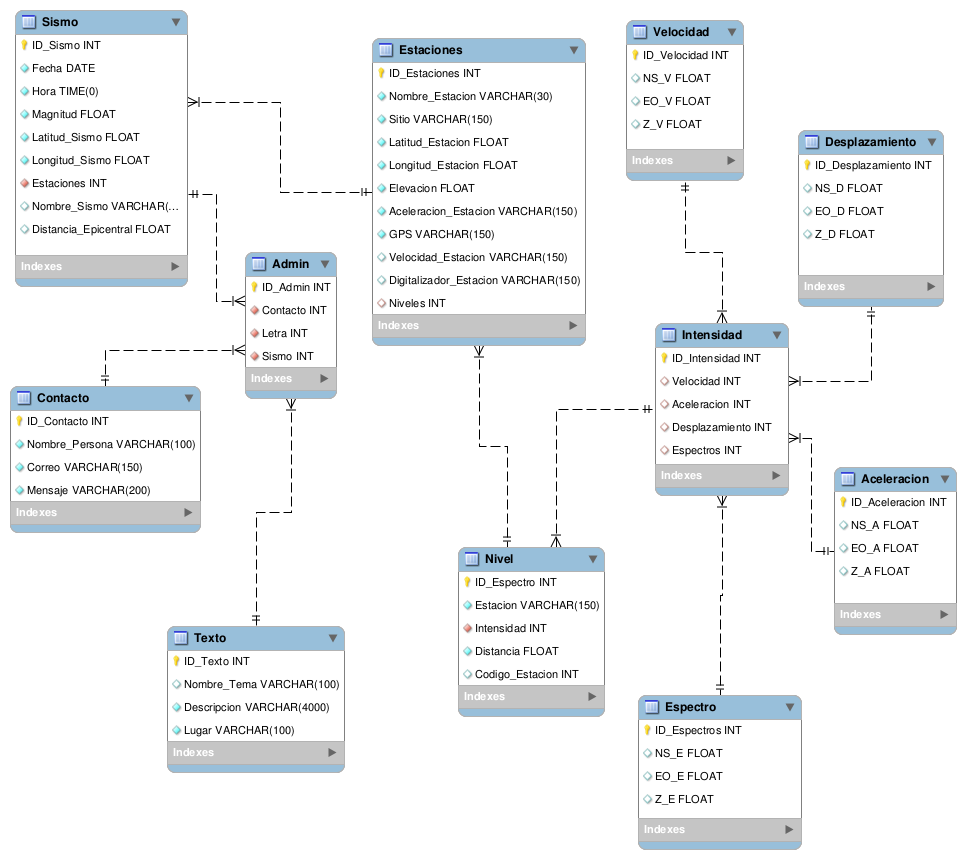 Sismo
ID_Sismo INT
Fecha DATE
Hora TIME(0)
Magnitud FLOAT
Latitud_Sismo FLOAT
Longitud_Sismo FLOAT
Estaciones INT
Nombre_Sismo VARCHAR(...
Distancia_Epicentral FLOAT
Indexes
Estaciones
ID_Estaciones INT
Nombre_Estacion VARCHAR(30)
Sitio VARCHAR(150)
Latitud_Estacion FLOAT
Longitud_Estacion FLOAT
Elevacion FLOAT
Aceleracion_Estacion VARCHAR(150)
GPS VARCHAR(150)
Velocidad_Estacion VARCHAR(150)
Digitalizador_Estacion VARCHAR(150)
Niveles INT
Indexes
Velocidad
ID_Velocidad INT
NS_V FLOAT
EO_V FLOAT
Z_V FLOAT
Indexes
Desplazamiento
ID_Desplazamiento INT
NS_D FLOAT
EO_D FLOAT
Z_D FLOAT
Indexes
Admin
ID_Admin INT
Contacto INT
Letra INT
Sismo INT
Indexes
Intensidad
ID_Intensidad INT
Velocidad INT
Aceleracion INT
Desplazamiento INT
Espectros INT
Indexes
Contacto
ID_Contacto INT
Nombre_Persona VARCHAR(100)
Correo VARCHAR(150)
Mensaje VARCHAR(200)
Indexes
Aceleracion
ID_Aceleracion INT
NS_A FLOAT
EO_A FLOAT
Z_A FLOAT
Indexes
Nivel
ID_Espectro INT
Estacion VARCHAR(150)
Intensidad INT
Distancia FLOAT
Codigo_Estacion INT
Indexes
Texto
ID_Texto INT
Nombre_Tema VARCHAR(100)
Descripcion VARCHAR(4000)
Lugar VARCHAR(100)
Indexes
Espectro
ID_Espectros INT
NS_E FLOAT
EO_E FLOAT
Z_E FLOAT
Indexes